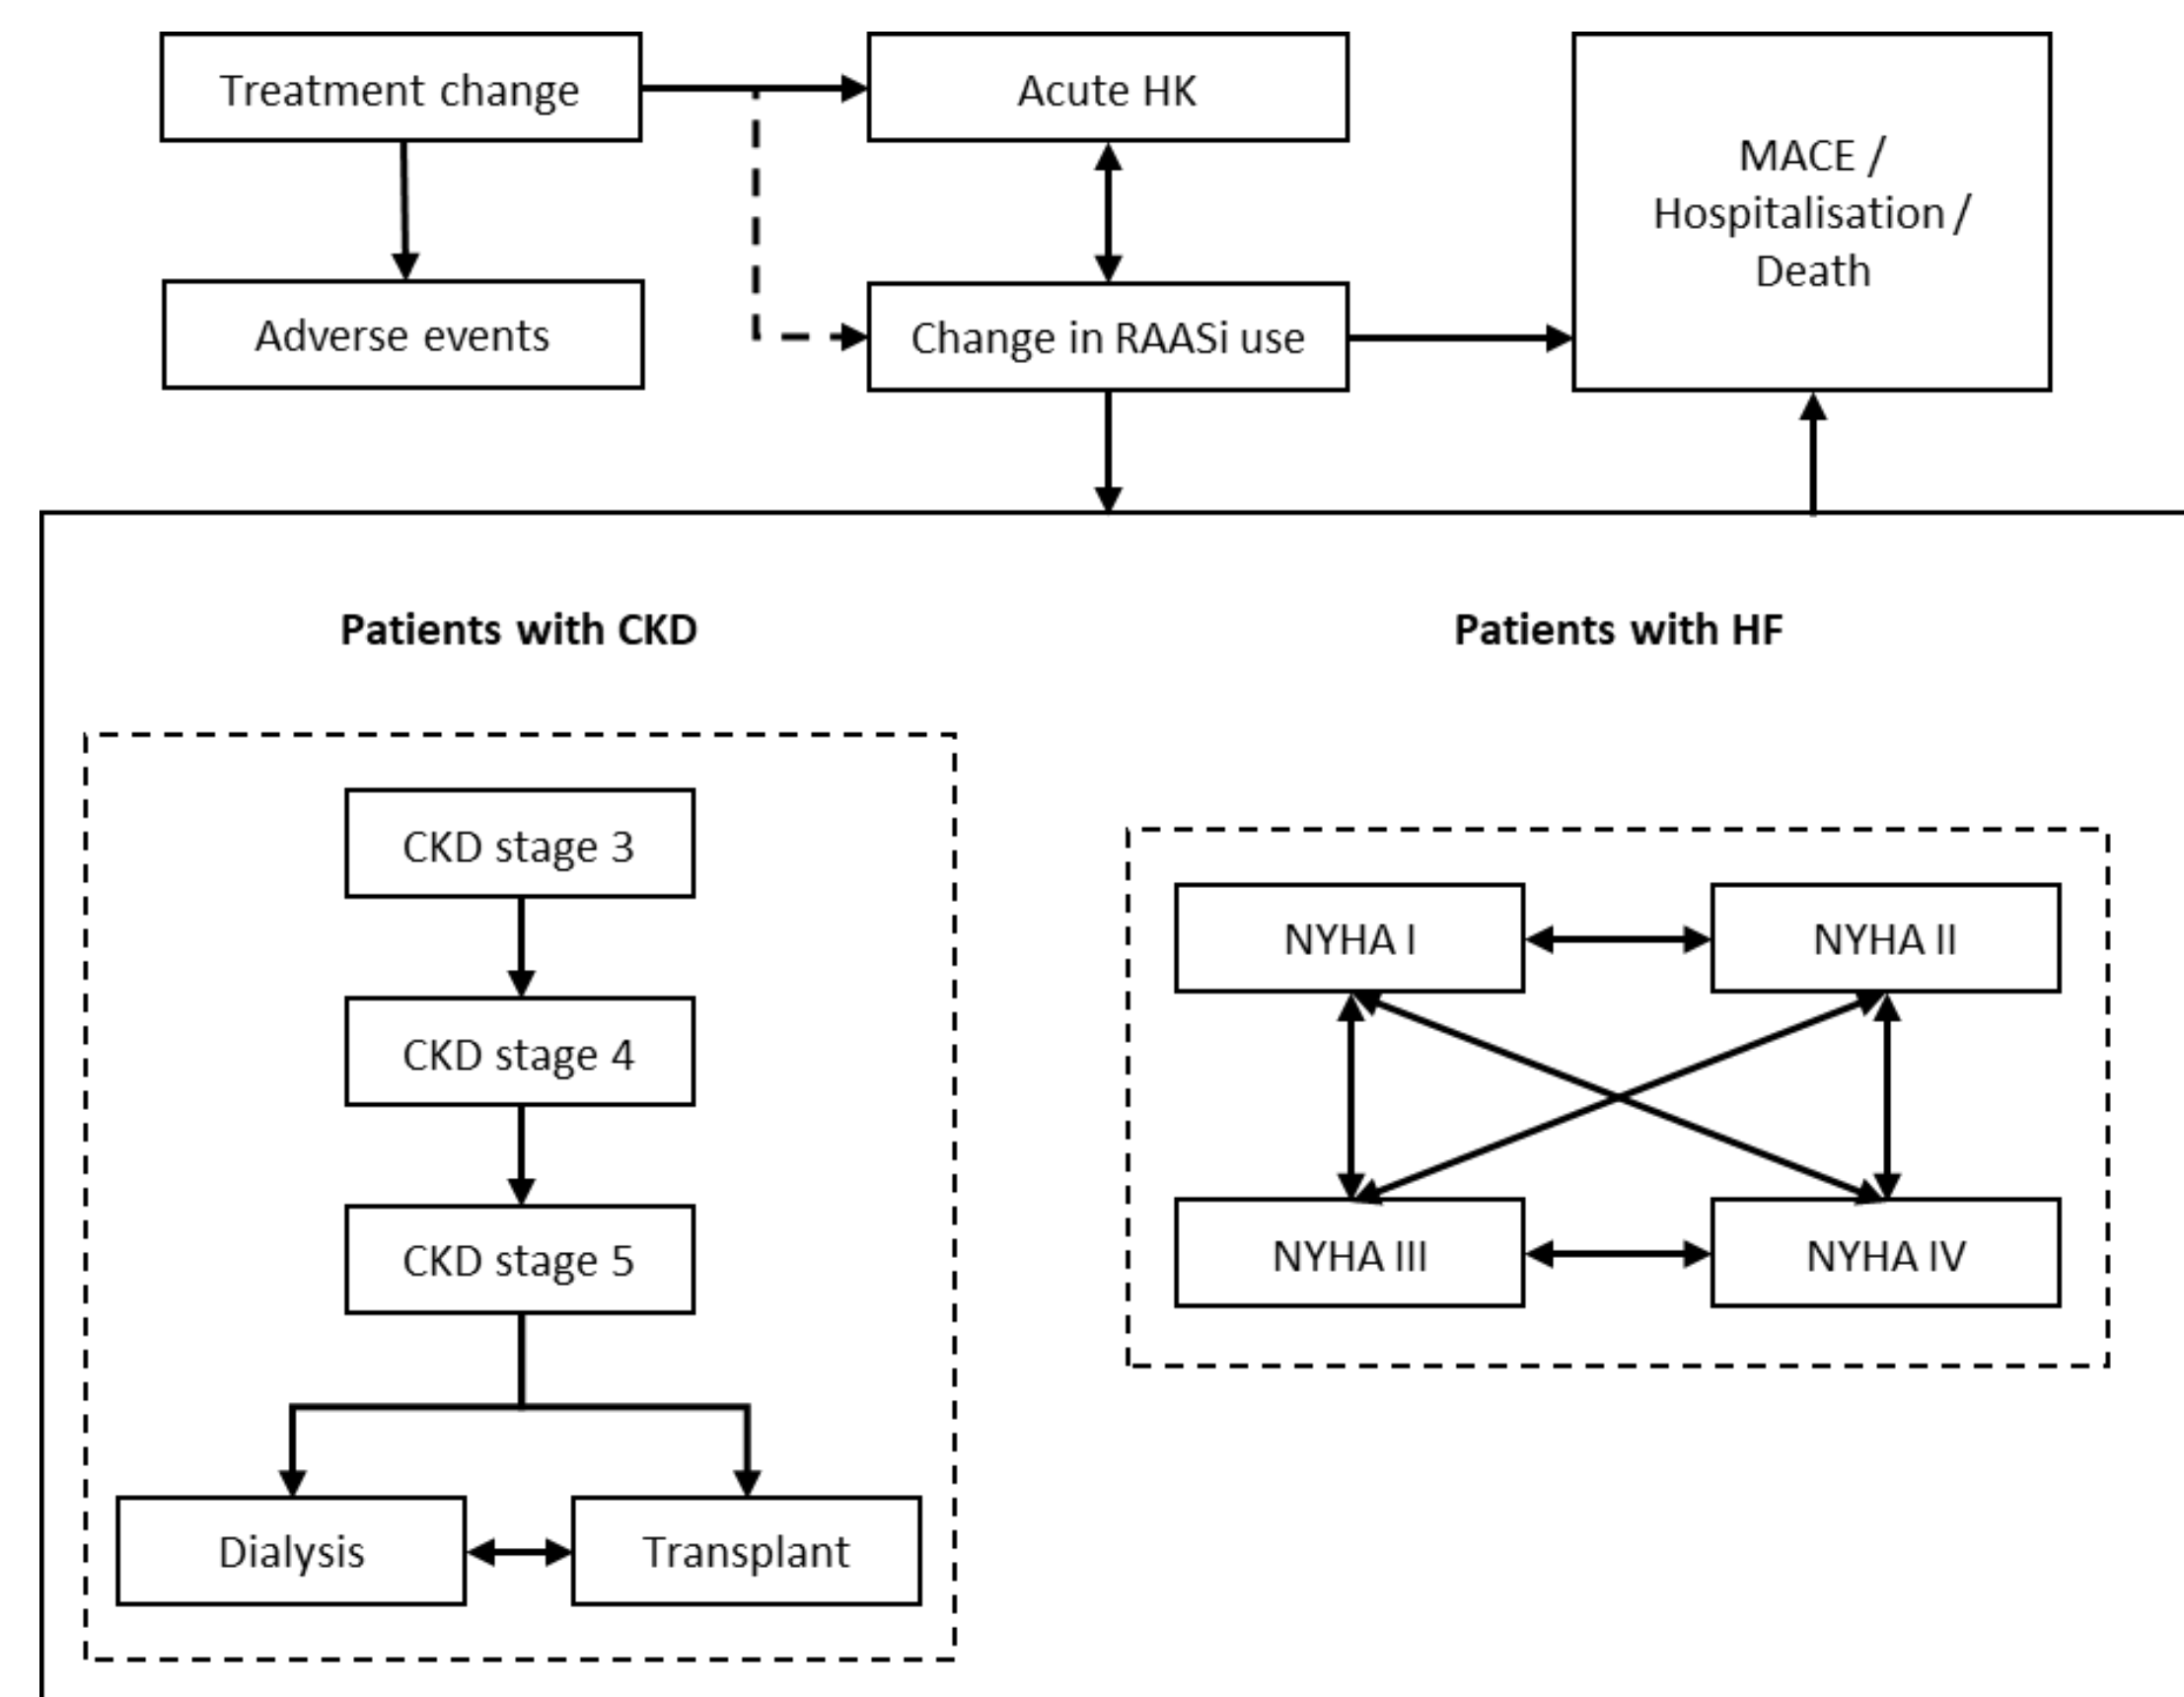 Treatment change
Acute HK
MACE /
Hospitalisation /
Death
Adverse events
Change in RAASi use
Patients with CKD
Patients with HF
CKD stage 3
NYHA I
NYHA II
CKD stage 4
CKD stage 5
NYHA III
NYHA IV
Dialysis
Transplant